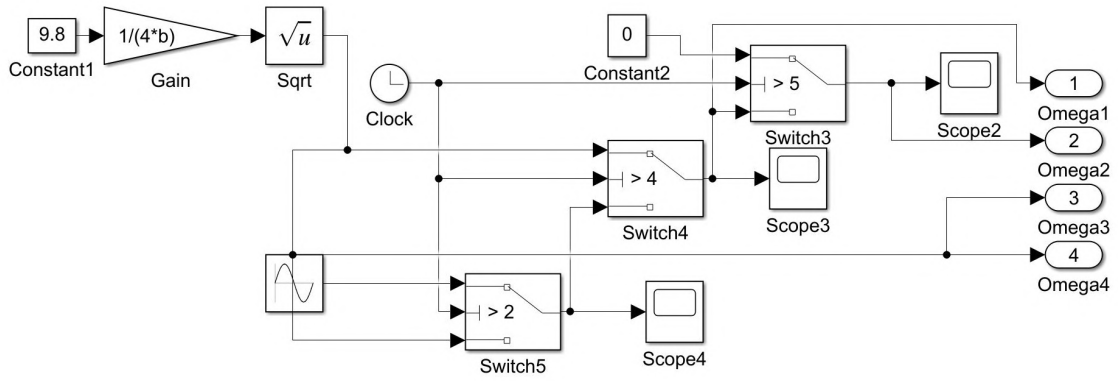 9.8
Constant1
1/(4*b)
Gain
√u
Sqrt
Clock
0
Constant2
> 5
Switch3
Scope2
1
Omega1
2
Omega2
3
Omega3
4
Omega4
> 4
Switch4
Scope3
> 2
Switch5
Scope4